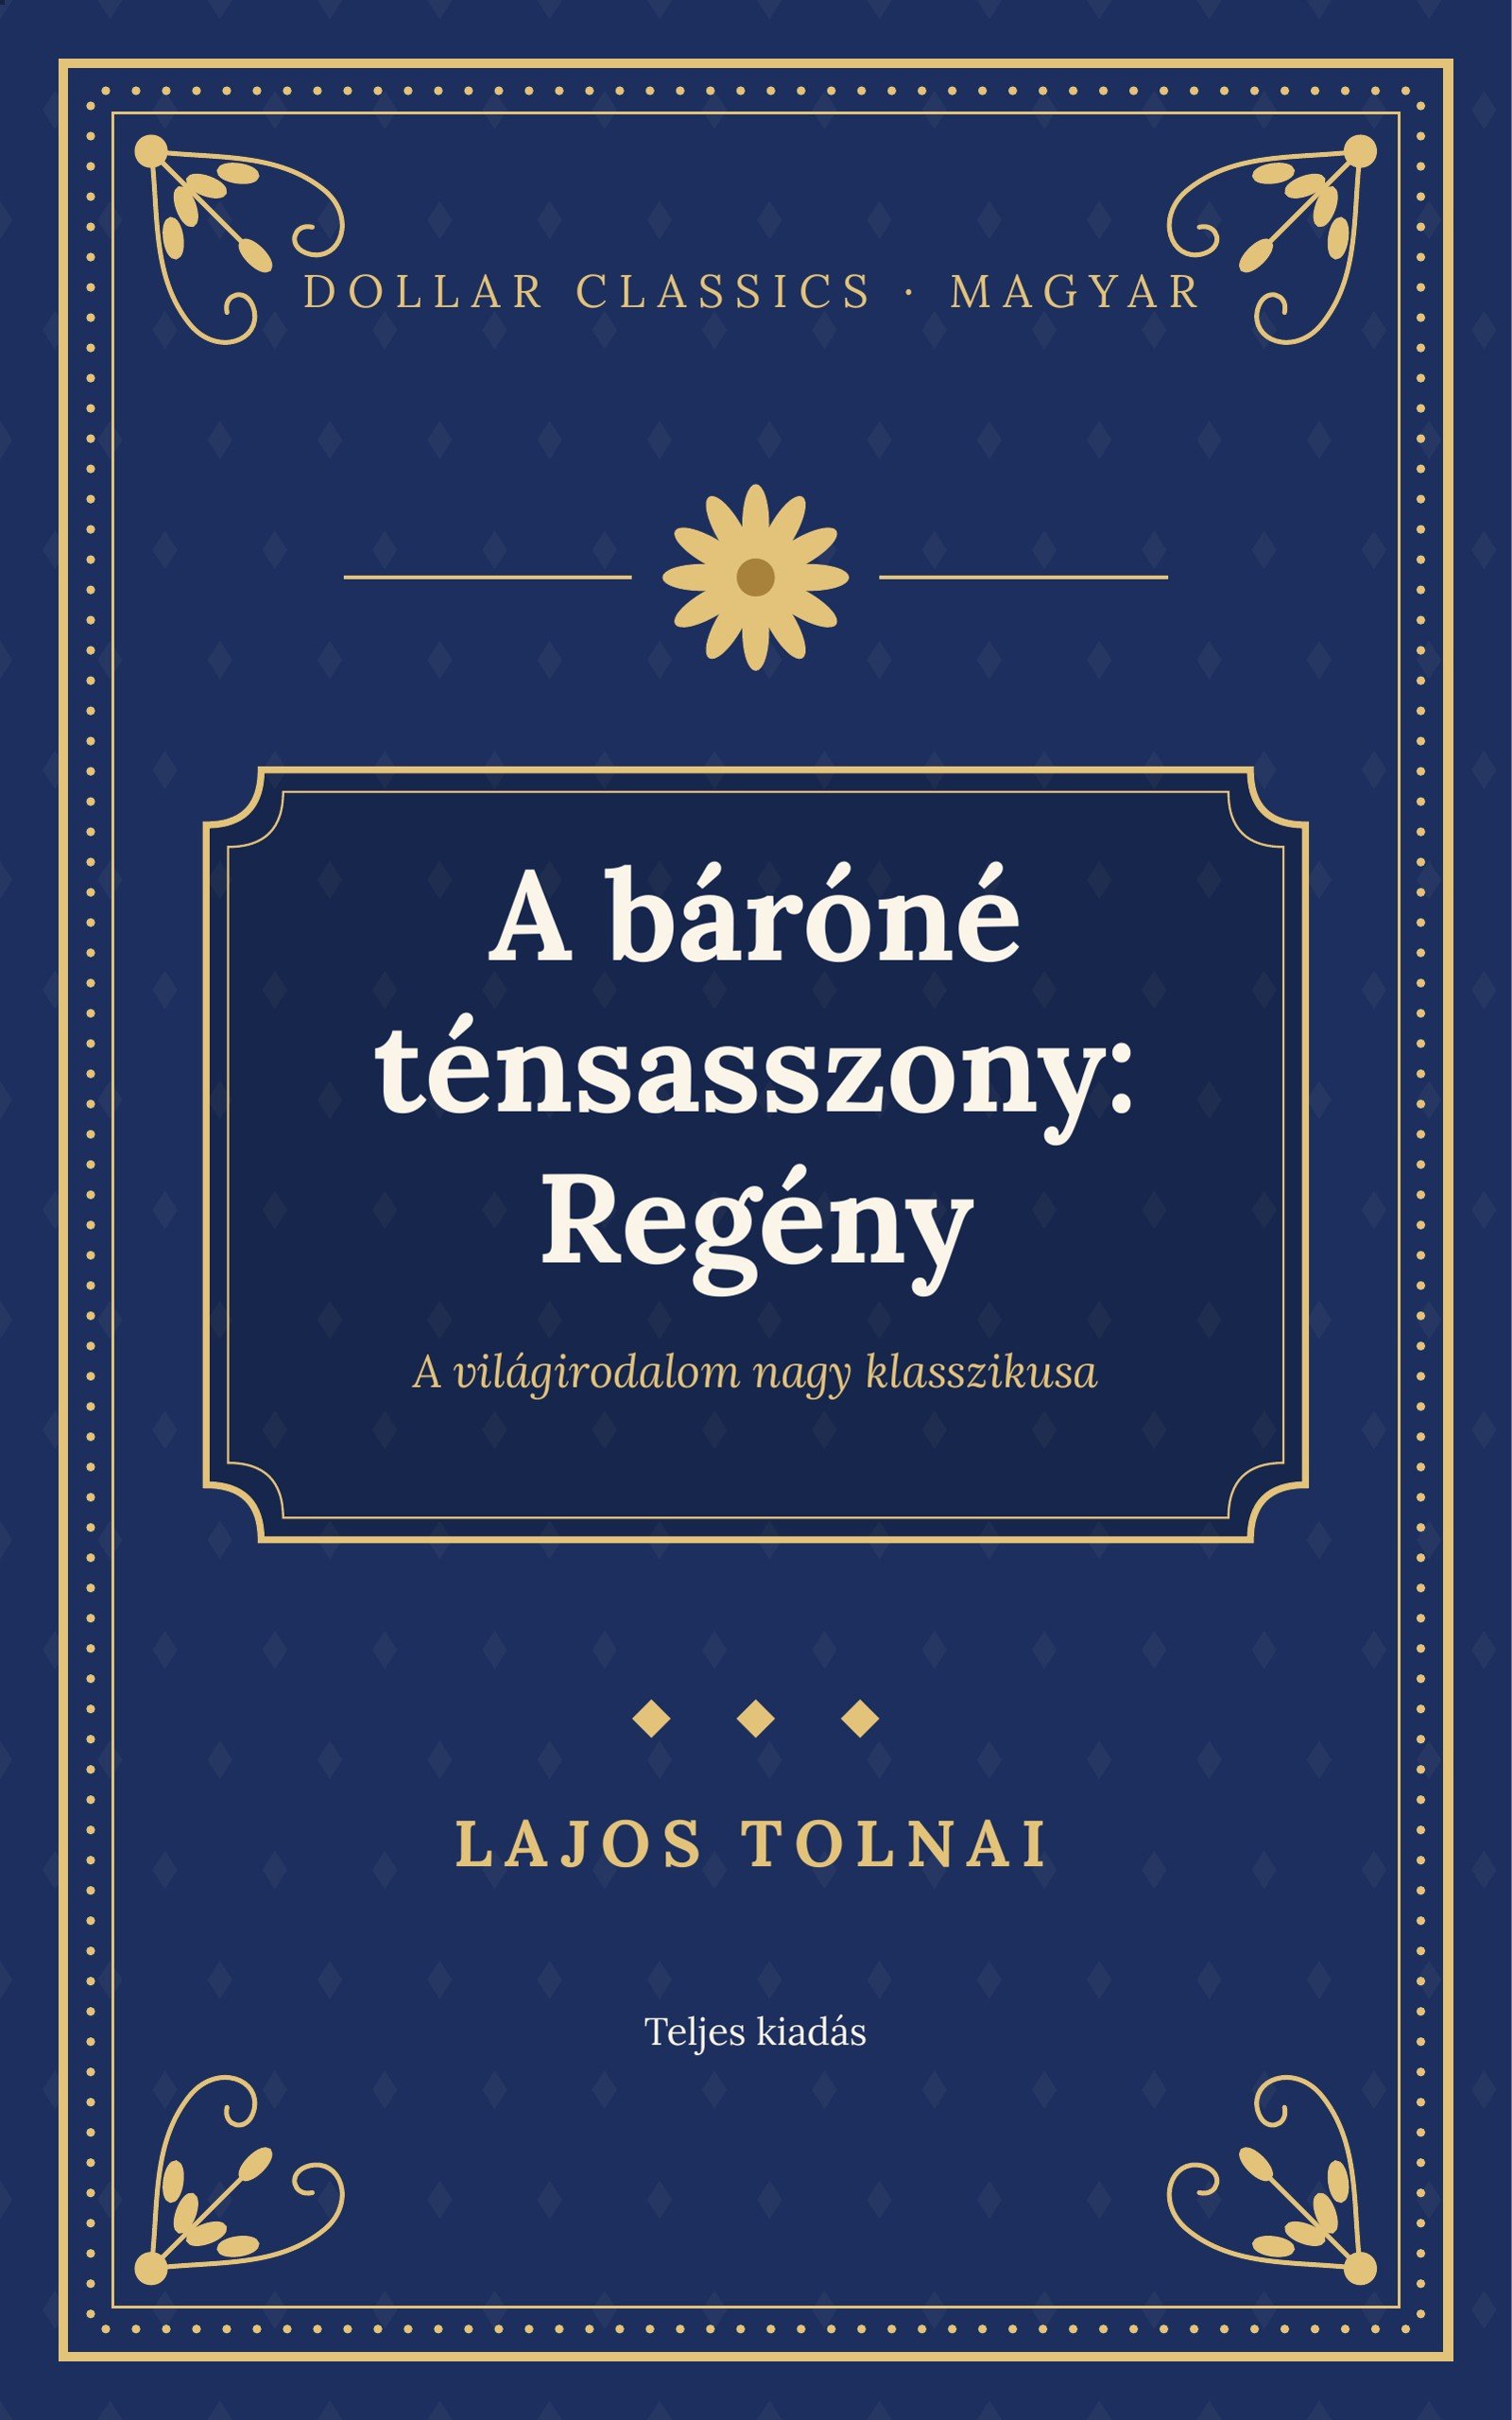 DOLLAR CLASSICS · MAGYAR
A báróné
ténsasszony:
Regény
A világirodalom nagy klasszikusa
LAJOS TOLNAI
Teljes kiadás